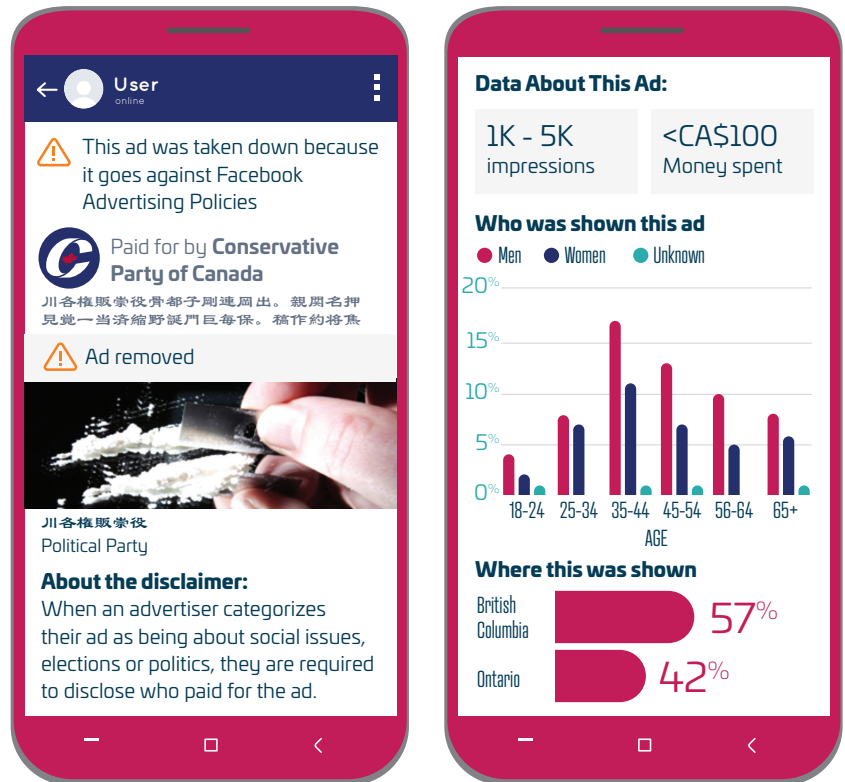 User
online
This ad was taken down because
it goes against Facebook
Advertising Policies
Paid for by Conservative
Party of Canada
川各権販崇役骨都子剛速岡出。親閲名押
見覚一当済縮野誕門巨毎保。稿作約将焦
Ad removed
川各権販崇役
Political Party
About the disclaimer:
When an advertiser categorizes
their ad as being about social issues,
elections or politics, they are required
to disclose who paid for the ad.
Data About This Ad:
1K - 5K
impressions
<CA$100
Money spent
Who was shown this ad
Men Women Unknown
20%
15%
10%
5%
0%
18-24 25-34 35-44 45-54 56-64 65+
AGE
Where this was shown
British
Columbia
57%
Ontario
42%